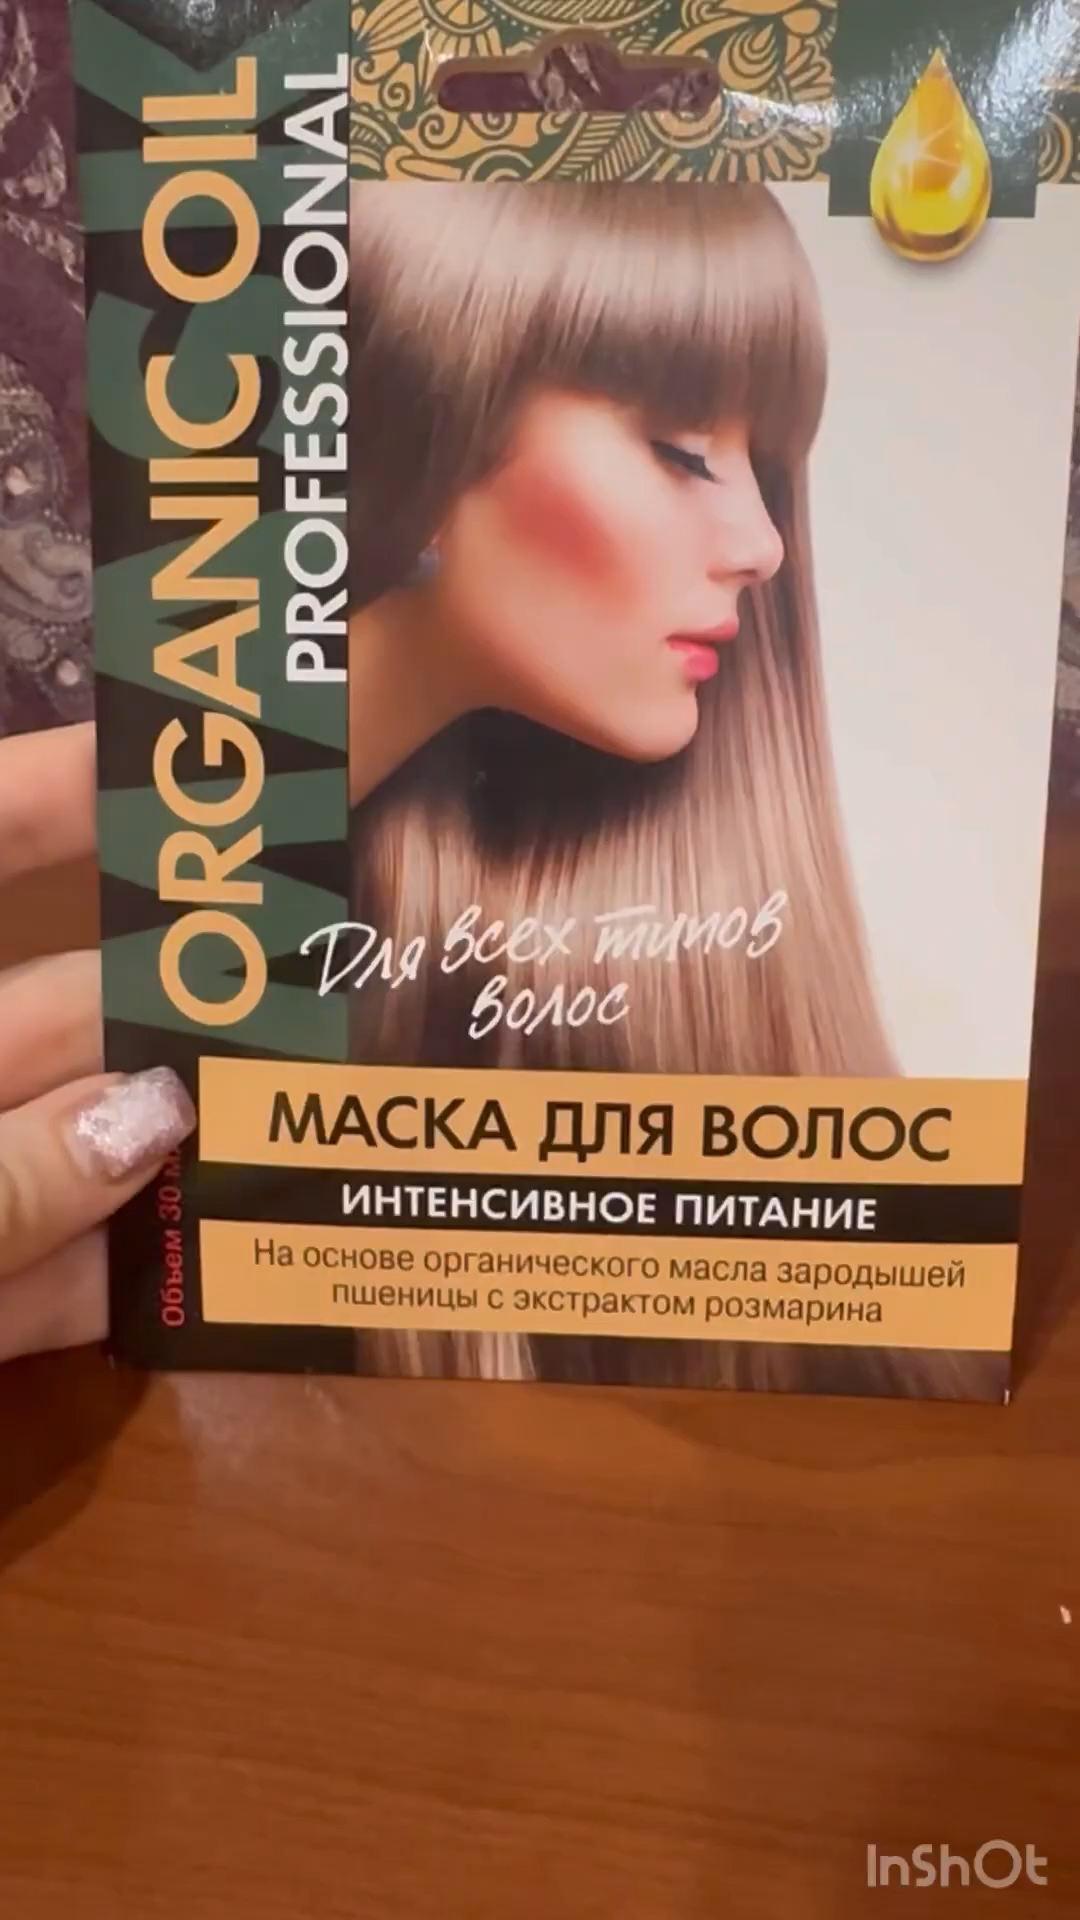 ORGANIC OIL
PROFESSIONAL
MASK
Для всех типов
волос
МАСКА ДЛЯ ВОЛОС
ИНТЕНСИВНОЕ ПИТАНИЕ
На основе органического масла зародышей
пшеницы с экстрактом розмарина
Объем 30
InShOt